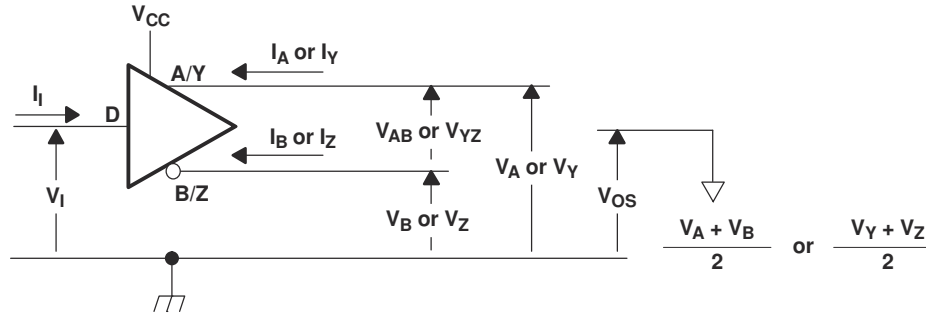 VCC
IA or IY
A/Y
II
D
IB or IZ
VAB or VYZ
VA or VY
VI
B/Z
VB or VZ
VOS
VA + VB
2
or
VY + VZ
2